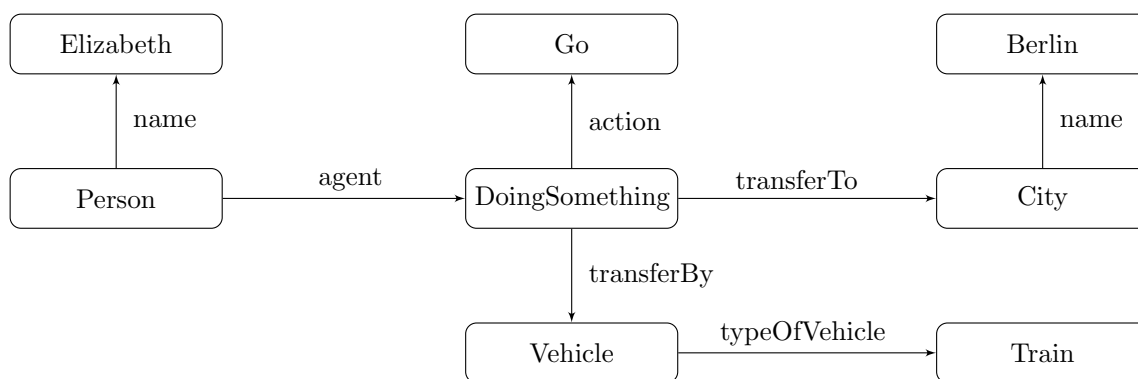 Elizabeth
Go
Berlin
name
action
name
Person
agent
DoingSomething
transferTo
City
transferBy
Vehicle
typeOfVehicle
Train